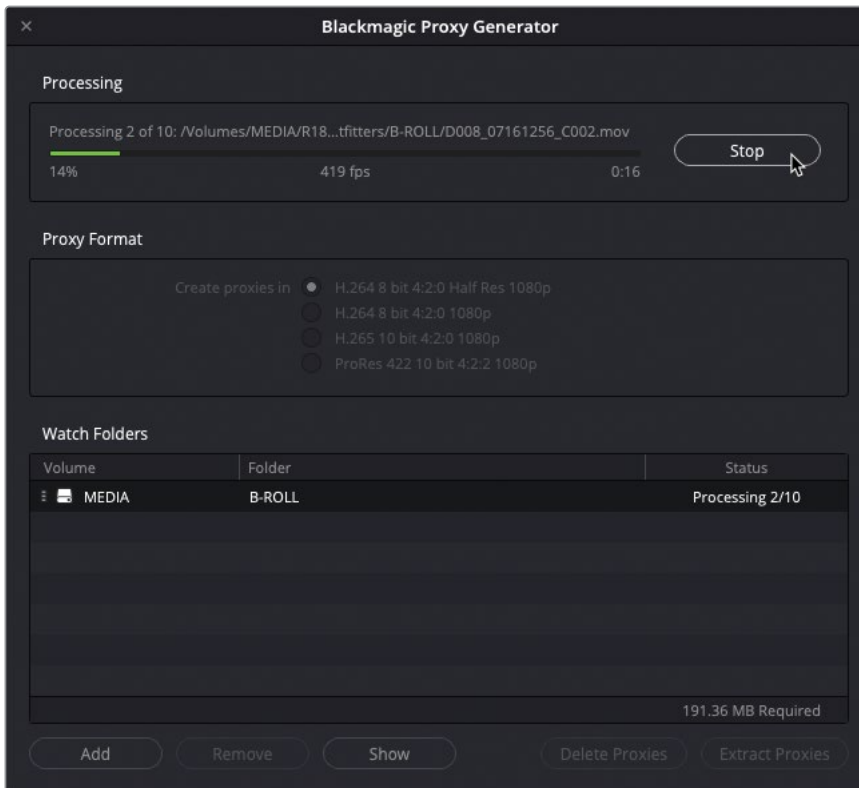 Blackmagic Proxy Generator
Processing
Processing 2 of 10: /Volumes/MEDIA/R18...tfitters/B-ROLL/D008_07161256_C002.mov
Stop
14% 419 fps 0:16
Proxy Format
Create proxies in H.264 8 bit 4:2:0 Half Res 1080p
H.264 8 bit 4:2:0 1080p
H.265 10 bit 4:2:0 1080p
ProRes 422 10 bit 4:2:2 1080p
Watch Folders
Volume Folder Status
MEDIA B-ROLL Processing 2/10
191.36 MB Required
Add Remove Show Delete Proxies Extract Proxies